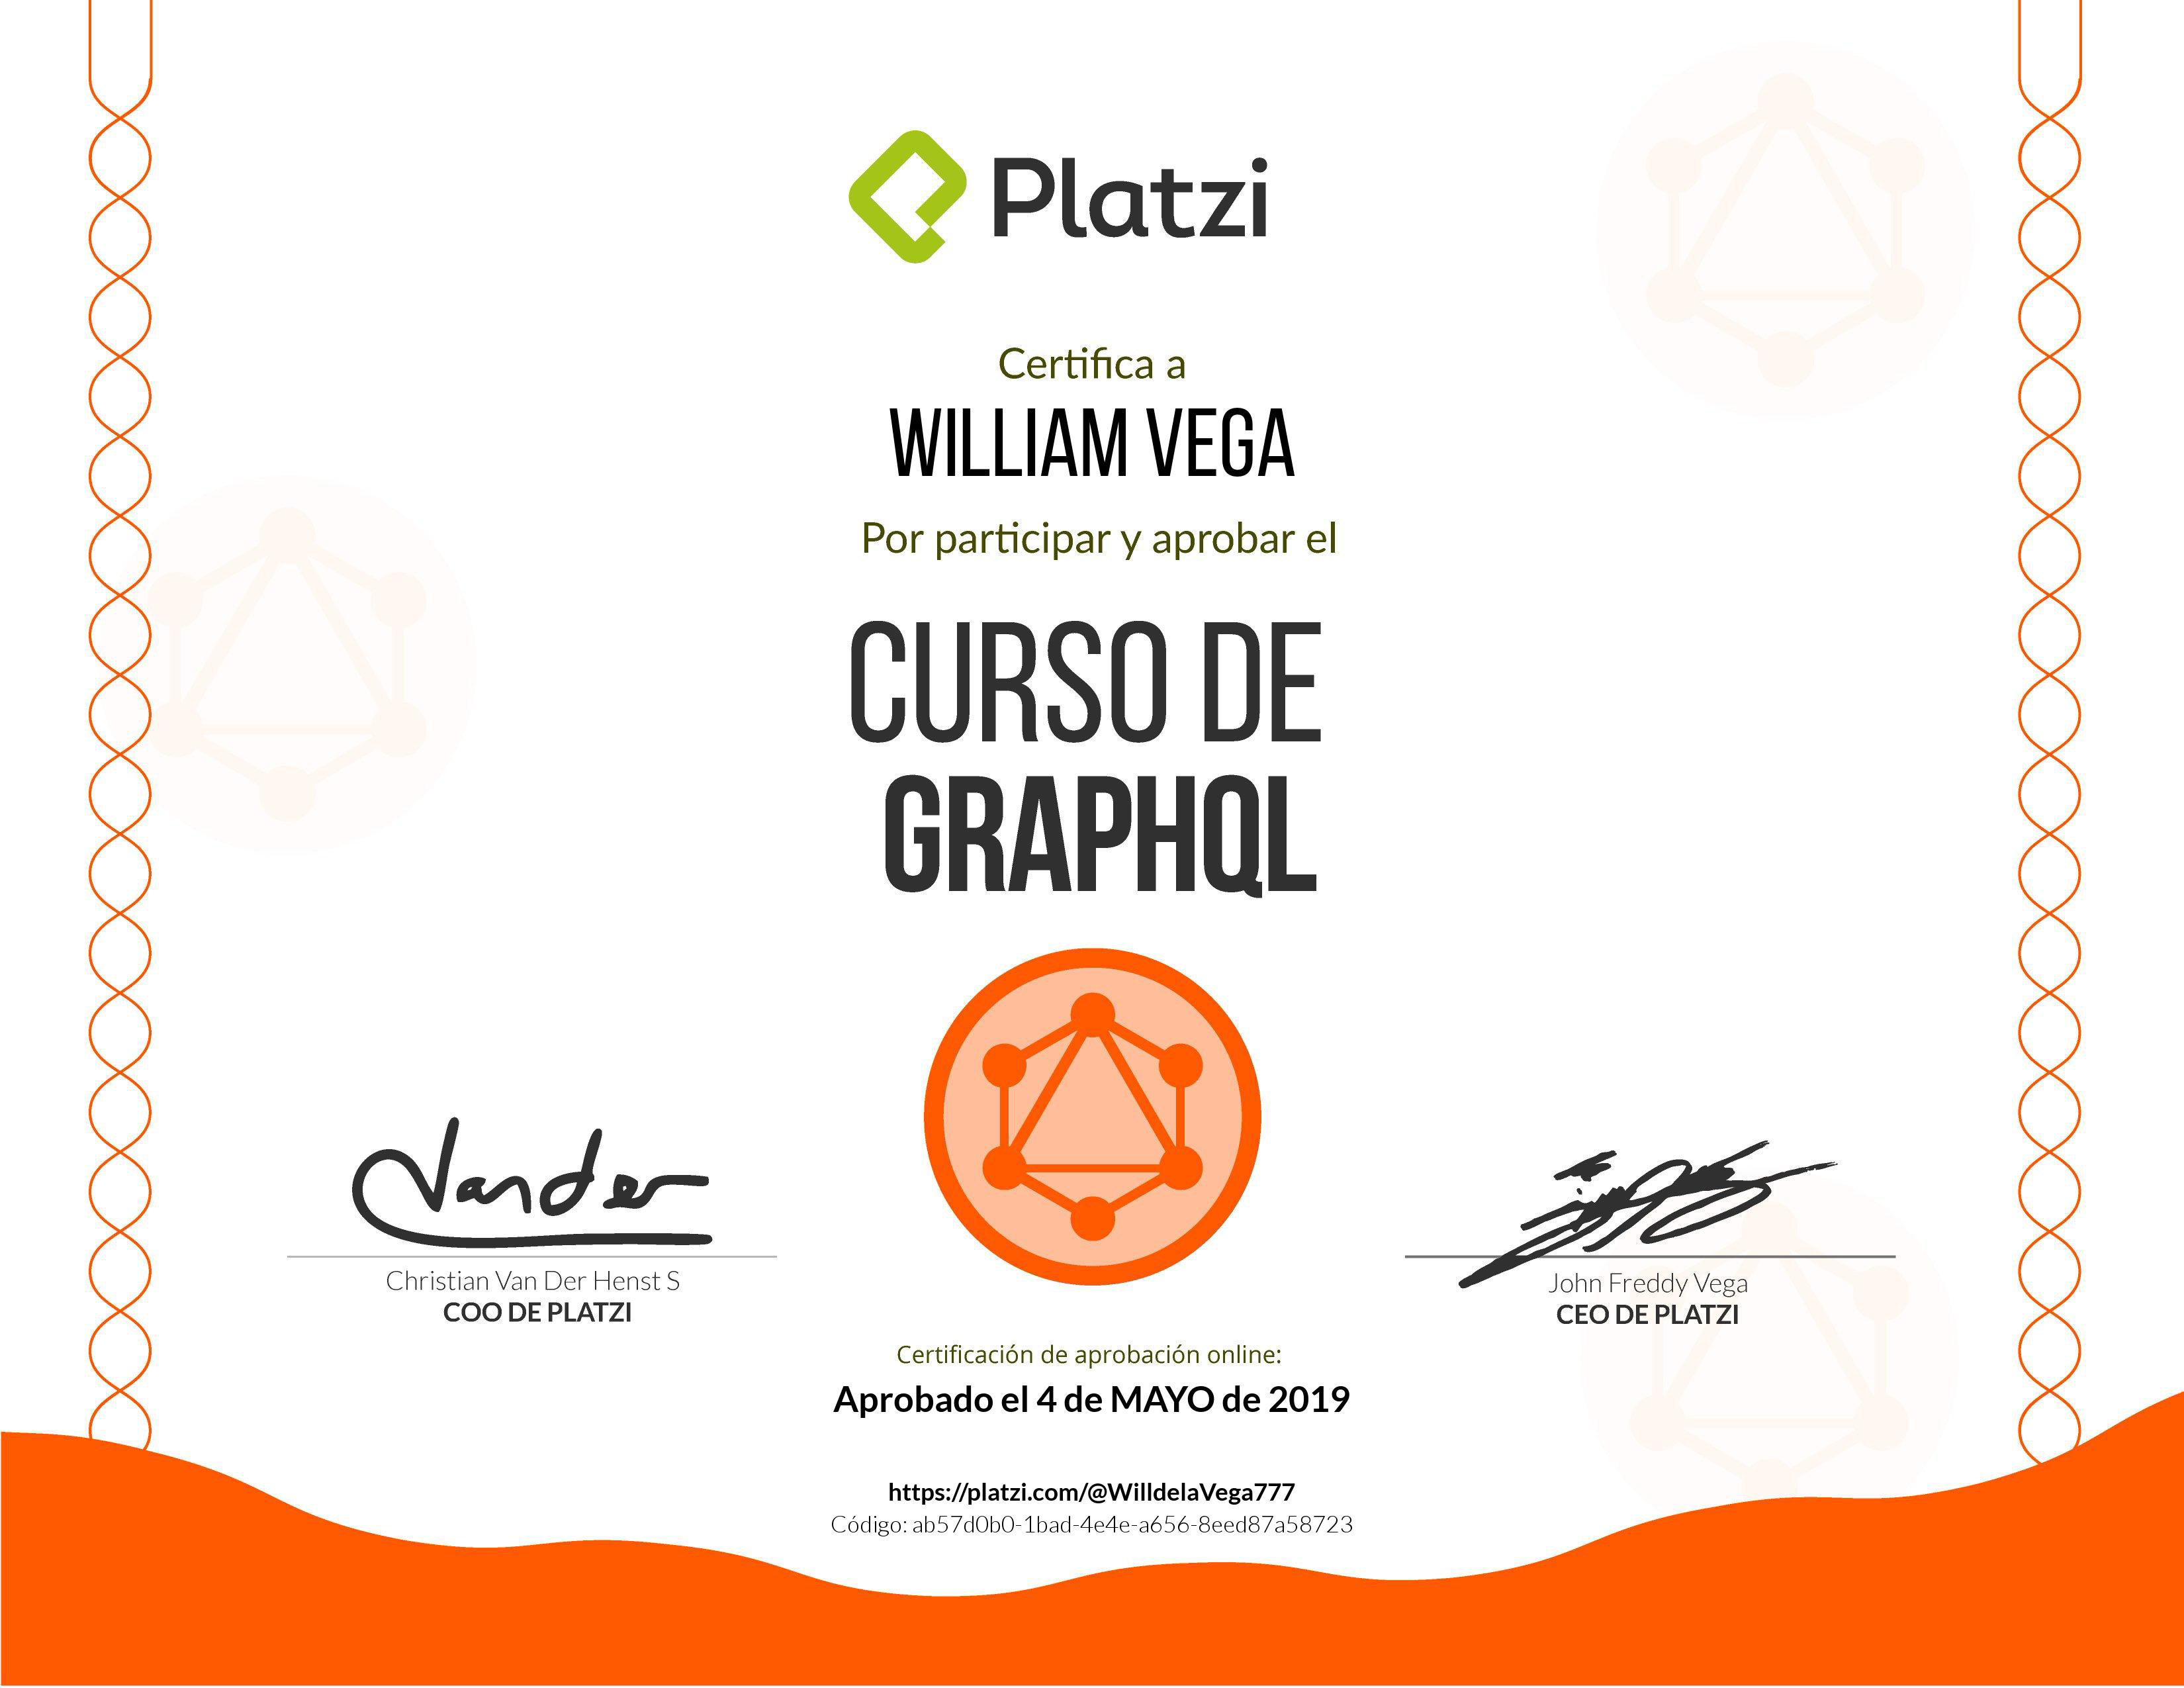 Platzi
Certifica a
WILLIAM VEGA
Por participar y aprobar el
CURSO DE
GRAPHQL
Vander
Christian Van Der Henst S
COO DE PLATZI
John Freddy Vega
CEO DE PLATZI
Certificación de aprobación online:
Aprobado el 4 de MAYO de 2019
https://platzi.com/@WilldelaVega777
Código: ab57d0b0-1bad-4e4e-a656-8eed87a58723